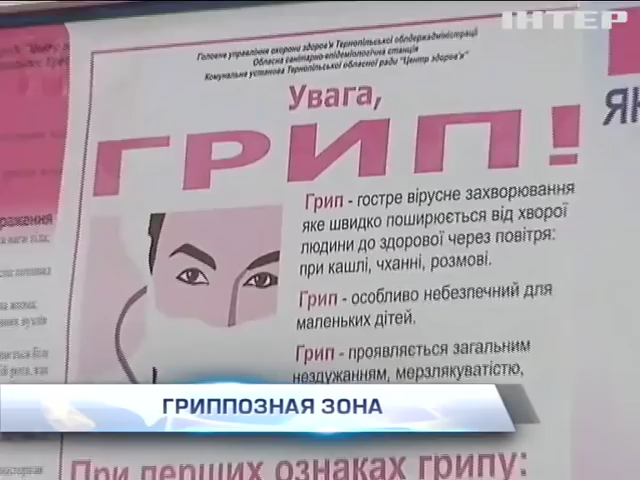 ІНТЕР
Головне управління охорони здоров'я Тернопільської облдержадміністрації
Обласна санітарно-епідеміологічна станція
Комунальна установа Тернопільської обласної ради "Центр здоров'я"
Увага,
ГРИП!
Грип - гостре вірусне захворювання
яке швидко поширюється від хворої
людини до здорової через повітря:
при кашлі, чханні, розмові.
Грип - особливо небезпечний для
маленьких дітей.
Грип - проявляється загальним
нездужанням, мерзлякуватістю,
ГРИППОЗНАЯ ЗОНА
При перших ознаках грипу: